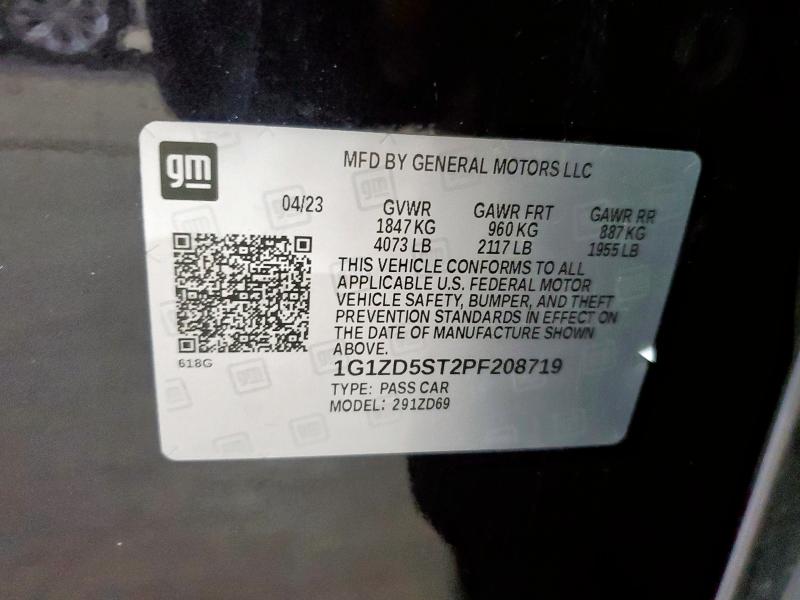 gm
MFD BY GENERAL MOTORS LLC
04/23
GVWR GAWR FRT GAWR RR
1847 KG 960 KG 887 KG
4073 LB 2117 LB 1955 LB
THIS VEHICLE CONFORMS TO ALL
APPLICABLE U.S. FEDERAL MOTOR
VEHICLE SAFETY, BUMPER, AND THEFT
PREVENTION STANDARDS IN EFFECT ON
THE DATE OF MANUFACTURE SHOWN
ABOVE.
618G
1G1ZD5ST2PF208719
TYPE: PASS CAR
MODEL: 291ZD69